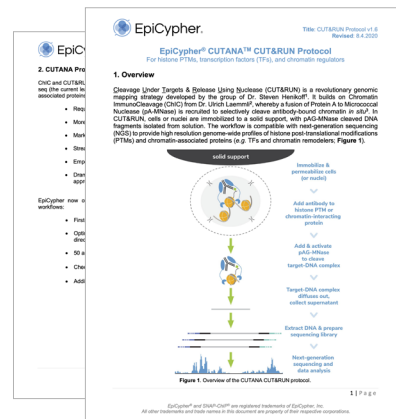 EpiCypher.
Title: CUT&RUN Protocol v1.6
Revised: 9.4.2020
EpiCypher® CUTANA™ CUT&RUN Protocol
For histone PTMs, transcription factors (TFs), and chromatin regulators
1. Overview
Cleavage Under Targets & Release Using Nuclease (CUT&RUN) is a revolutionary genomic
mapping strategy developed by the group of Dr. Steven Henikoff¹. It builds on Chromatin
ImmunoCleavage (ChIC) from Dr. Ulrich Laemmli², whereby a fusion of Protein A to Micrococcal
Nuclease (pA-MNase) is recruited to selectively cleave antibody-bound chromatin in situ³. In
CUT&RUN, cells or nuclei are immobilized to a solid support, with pAG-MNase cleaved DNA
fragments isolated from solution. The workflow is compatible with next-generation sequencing
(NGS) to provide high resolution genome-wide profiles of histone post-translational modifications
(PTMs) and chromatin-associated proteins (e.g. TFs and chromatin remodelers; Figure 1).
solid support
Immobilize &
permeabilize cells
(or nuclei)
Add antibody to
histone PTM or
chromatin-interacting
protein
Add & activate
pAG-MNase
to cleave
target-DNA complex
Target-DNA complex
diffuses out,
collect supernatant
Extract DNA & prepare
sequencing library
Next-generation
sequencing and
data analysis
Figure 1. Overview of the CUTANA CUT&RUN protocol.
1 | Page
EpiCypher® and SNAP-ChIP® are registered trademarks of EpiCypher, Inc.
All other trademarks and trade names in this document are property of their respective corporations.
EpiCy
2. CUTANA Pro
ChIC and CUT&RU
seq (the current lea
associated proteins
• Requ
• More
• Mark
• Strea
• Emp
• Dram
appr
EpiCypher now o
workflows:
• First
• Opti
direc
• 50 a
• Chec
• Addi